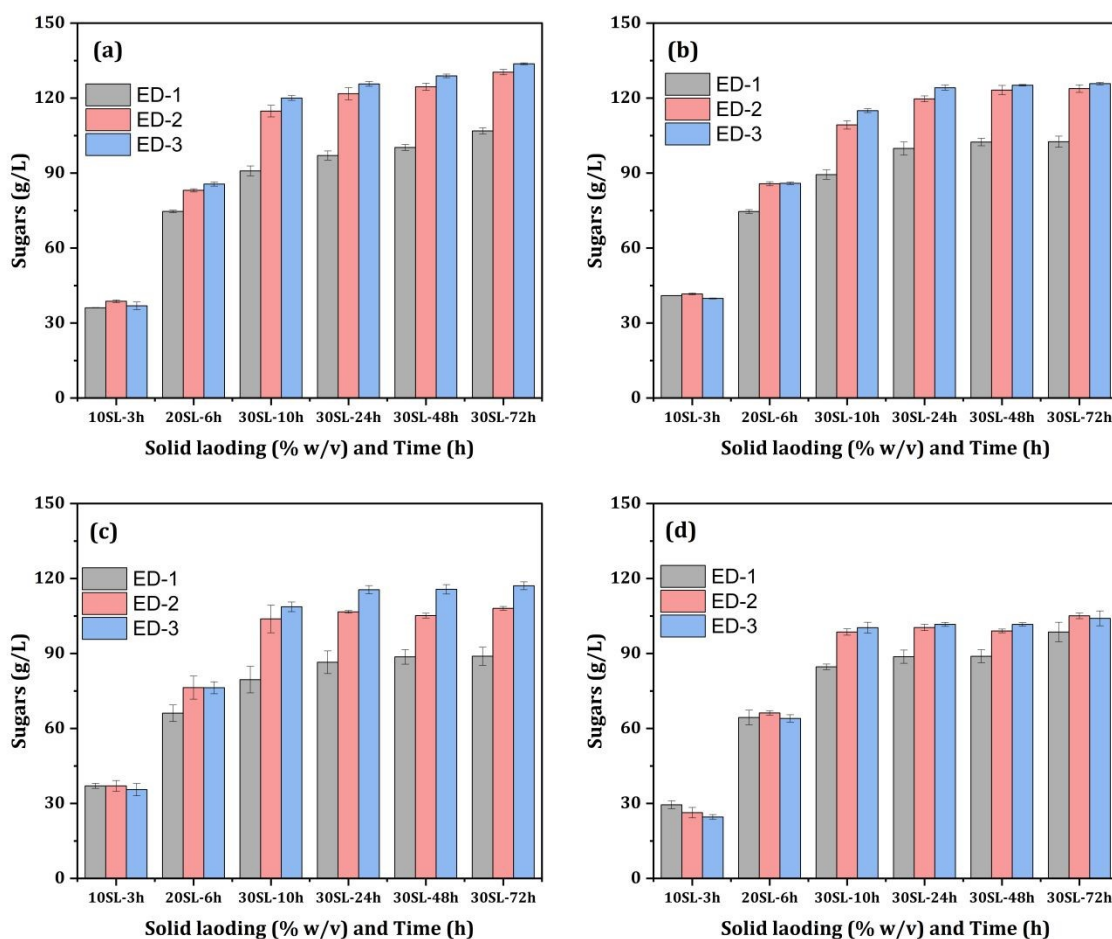 (a)
ED-1
ED-2
ED-3
Sugars (g/L)
150
120
90
60
30
0
10SL-3h 20SL-6h 30SL-10h 30SL-24h 30SL-48h 30SL-72h
Solid laoding (% w/v) and Time (h)
(b)
ED-1
ED-2
ED-3
Sugars (g/L)
150
120
90
60
30
0
10SL-3h 20SL-6h 30SL-10h 30SL-24h 30SL-48h 30SL-72h
Solid laoding (% w/v) and Time (h)
(c)
ED-1
ED-2
ED-3
Sugars (g/L)
150
120
90
60
30
0
10SL-3h 20SL-6h 30SL-10h 30SL-24h 30SL-48h 30SL-72h
Solid laoding (% w/v) and Time (h)
(d)
ED-1
ED-2
ED-3
Sugars (g/L)
150
120
90
60
30
0
10SL-3h 20SL-6h 30SL-10h 30SL-24h 30SL-48h 30SL-72h
Solid laoding (% w/v) and Time (h)